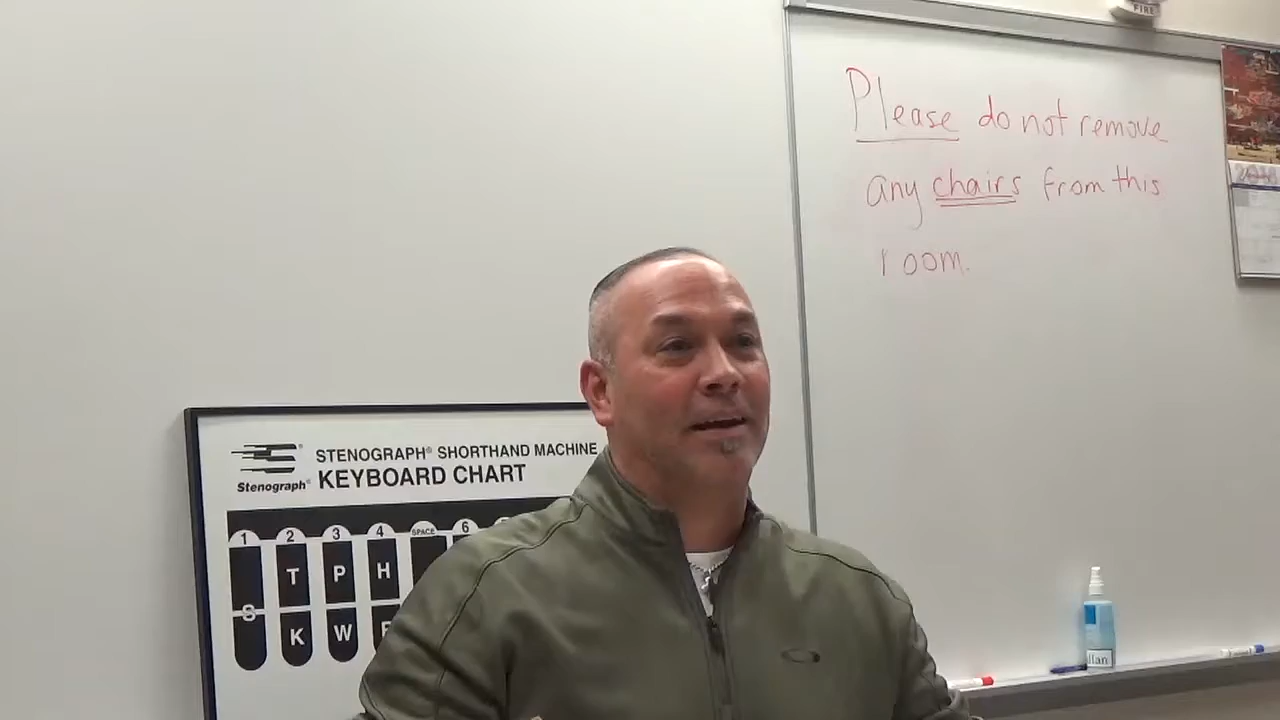 FIRE
Please do not remove
any chairs from this
room.
STENOGRAPH® SHORTHAND MACHINE
KEYBOARD CHART
Stenograph®
1 2 3 4 SPACE 6
T P H
S
K W